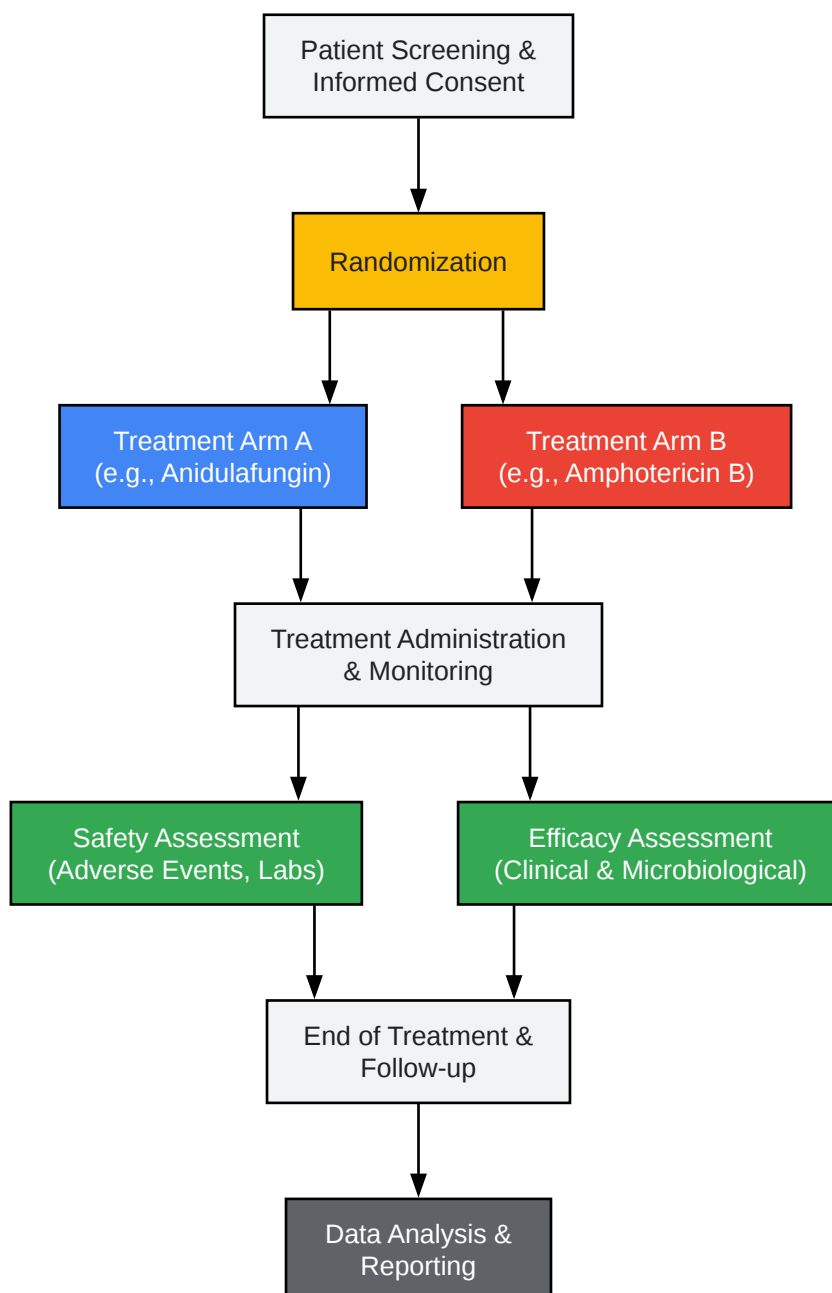 Patient Screening &
Informed Consent
Randomization
Treatment Arm A
(e.g., Anidulafungin)
Treatment Arm B
(e.g., Amphotericin B)
Treatment Administration
& Monitoring
Safety Assessment
(Adverse Events, Labs)
Efficacy Assessment
(Clinical & Microbiological)
End of Treatment &
Follow-up
Data Analysis &
Reporting